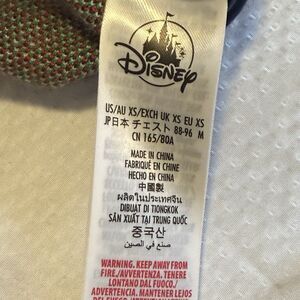 Disney
US/AU XS/EXCH UK XS EU XS
JP日本 チェスト 88-96 M
CN 165/80A
MADE IN CHINA
FABRIQUÉ EN CHINE
HECHO EN CHINA
中國製
ผลิตในประเทศจีน
DIBUAT DI TIONGKOK
SẢN XUẤT TẠI TRUNG QUỐC
중국산
صنع في الصين
WARNING. KEEP AWAY FROM
FIRE./AVVERTENZA. TENERE
LONTANO DAL FUOCO./
ADVERTENCIA. MANTENER LEJOS
DEL FUEGO.